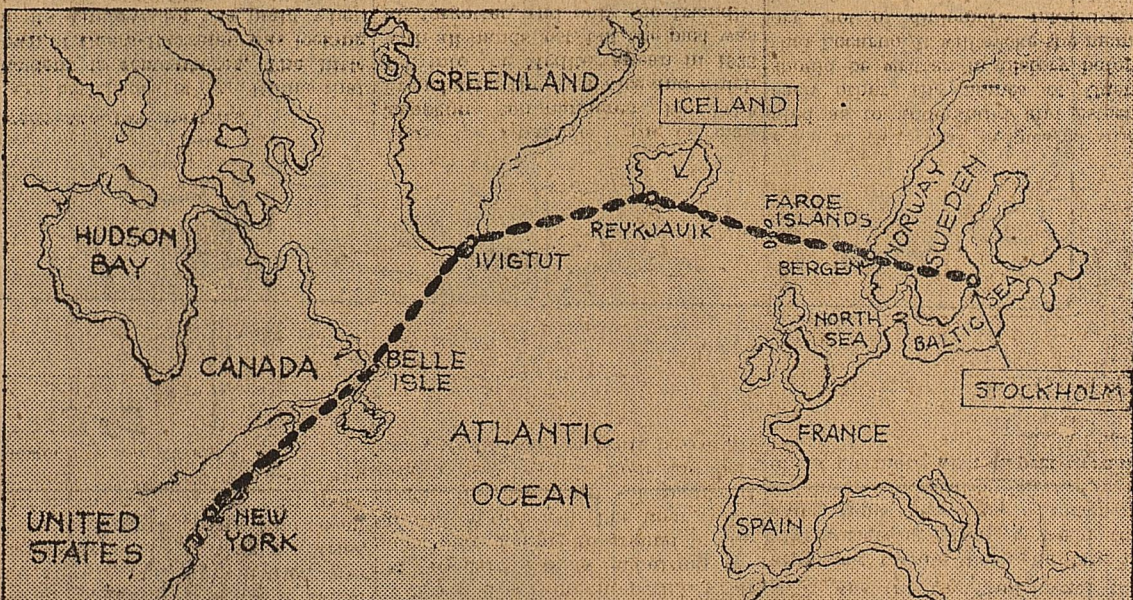 GREENLAND
ICELAND
HUDSON
BAY
REYKJAVIK
FAROE
ISLANDS
NORWAY
SWEDEN
IVIGTUT
BERGEN
NORTH
SEA
BALTIC SEA
CANADA
BELLE
ISLE
STOCKHOLM
ATLANTIC
OCEAN
FRANCE
UNITED
STATES
NEW
YORK
SPAIN